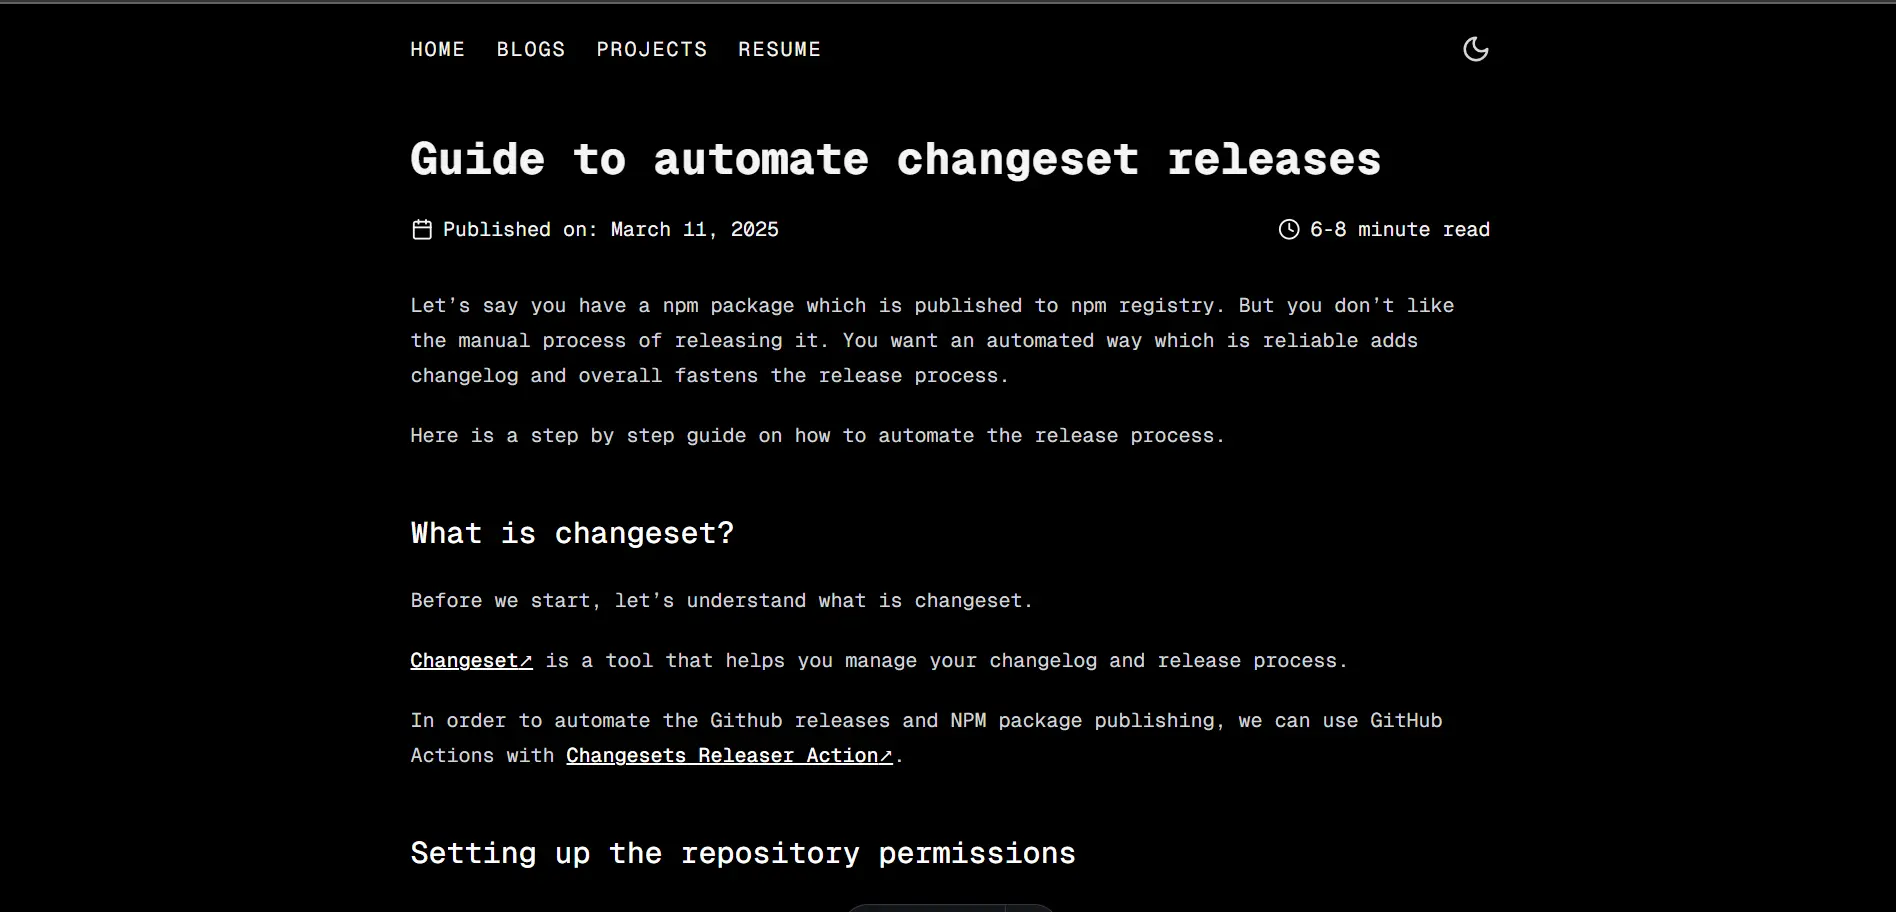 HOME BLOGS PROJECTS RESUME
Guide to automate changeset releases
Published on: March 11, 2025 6-8 minute read
Let’s say you have a npm package which is published to npm registry. But you don’t like
the manual process of releasing it. You want an automated way which is reliable adds
changelog and overall fastens the release process.
Here is a step by step guide on how to automate the release process.
What is changeset?
Before we start, let’s understand what is changeset.
Changeset↗ is a tool that helps you manage your changelog and release process.
In order to automate the Github releases and NPM package publishing, we can use GitHub
Actions with Changesets Releaser Action↗.
Setting up the repository permissions